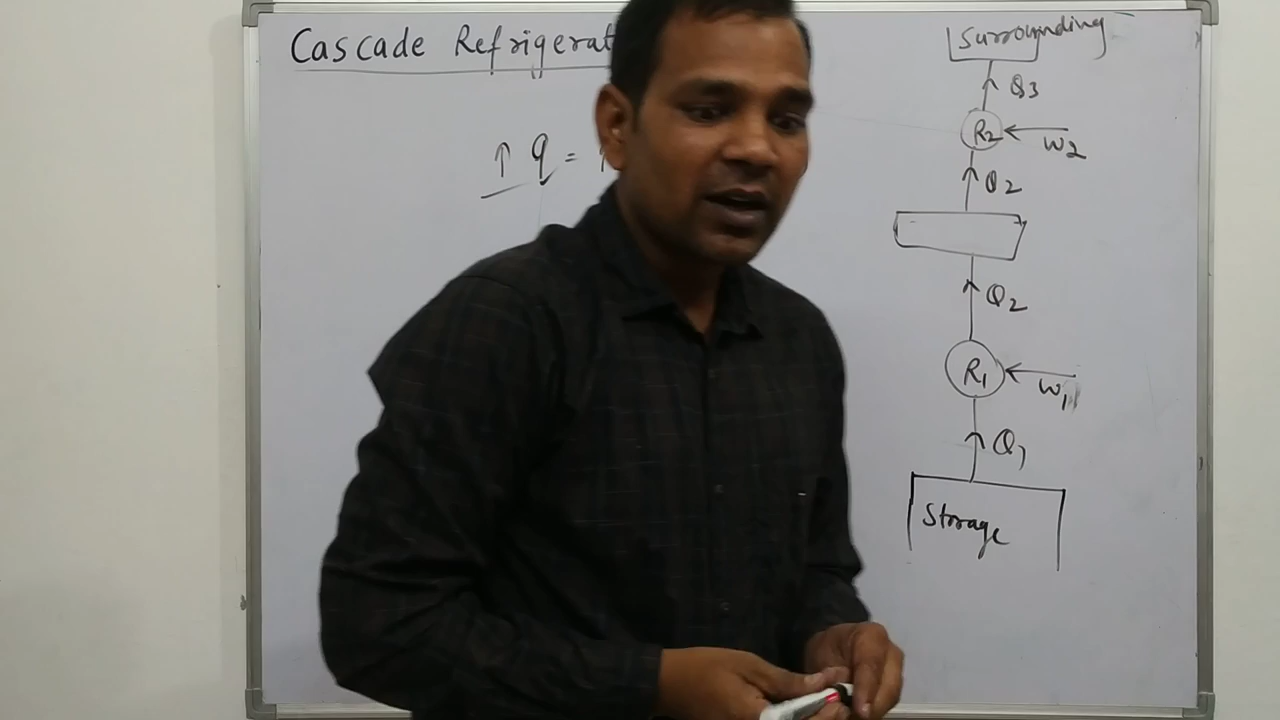 Cascade Refrigerat
↑ q =
Surrounding
Q3
R2
W2
Q2
Q2
R1
W1
Q1
Storage